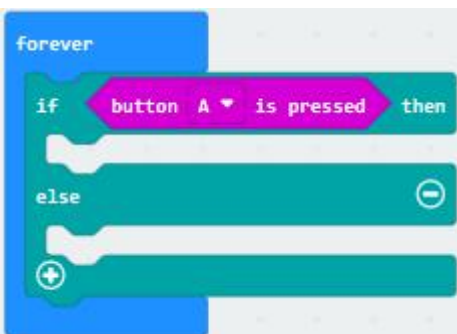 forever
if button A is pressed then
else